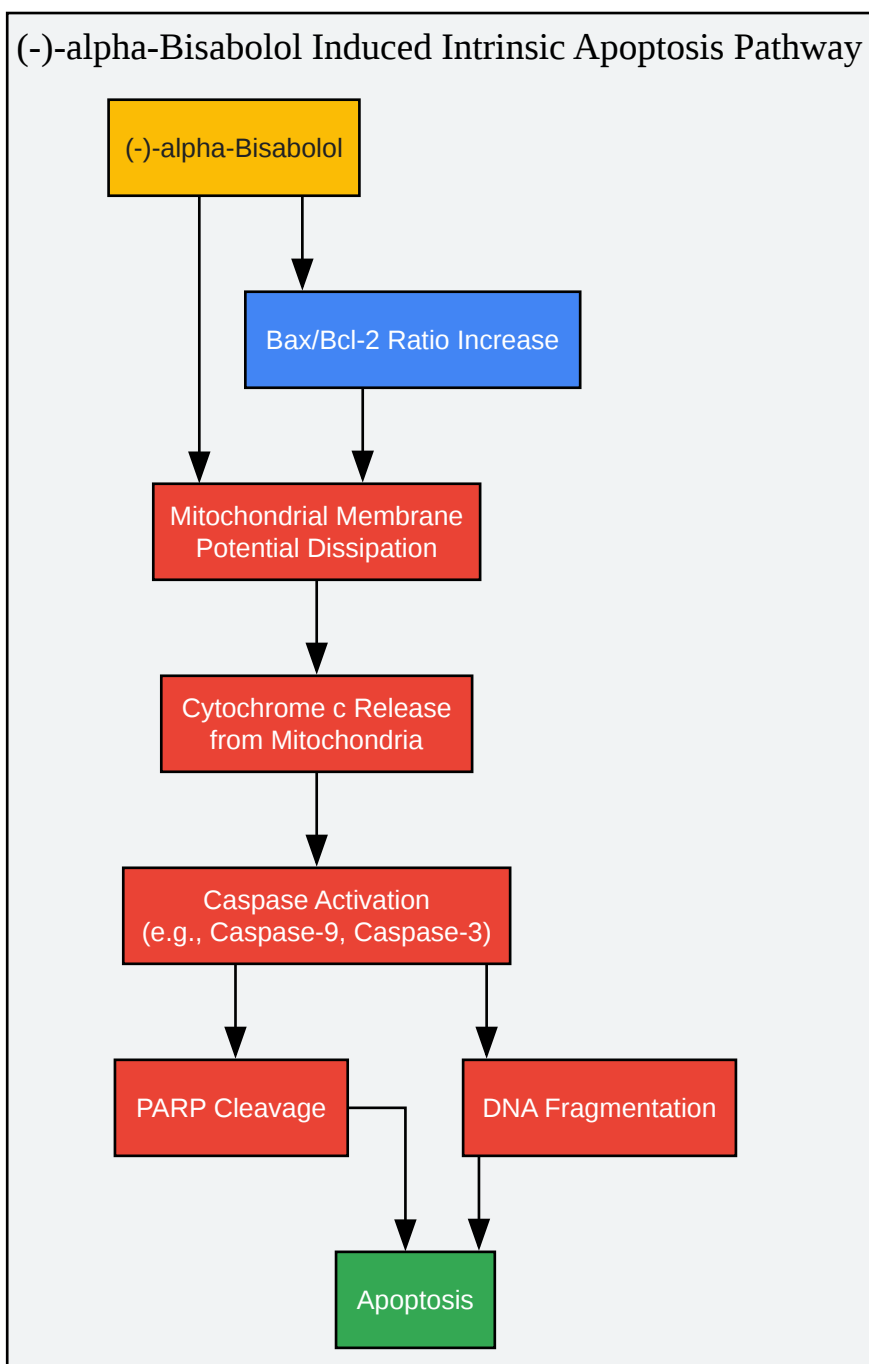 (-)-alpha-Bisabolol Induced Intrinsic Apoptosis Pathway
(-)-alpha-Bisabolol
Bax/Bcl-2 Ratio Increase
Mitochondrial Membrane
Potential Dissipation
Cytochrome c Release
from Mitochondria
Caspase Activation
(e.g., Caspase-9, Caspase-3)
PARP Cleavage
DNA Fragmentation
Apoptosis